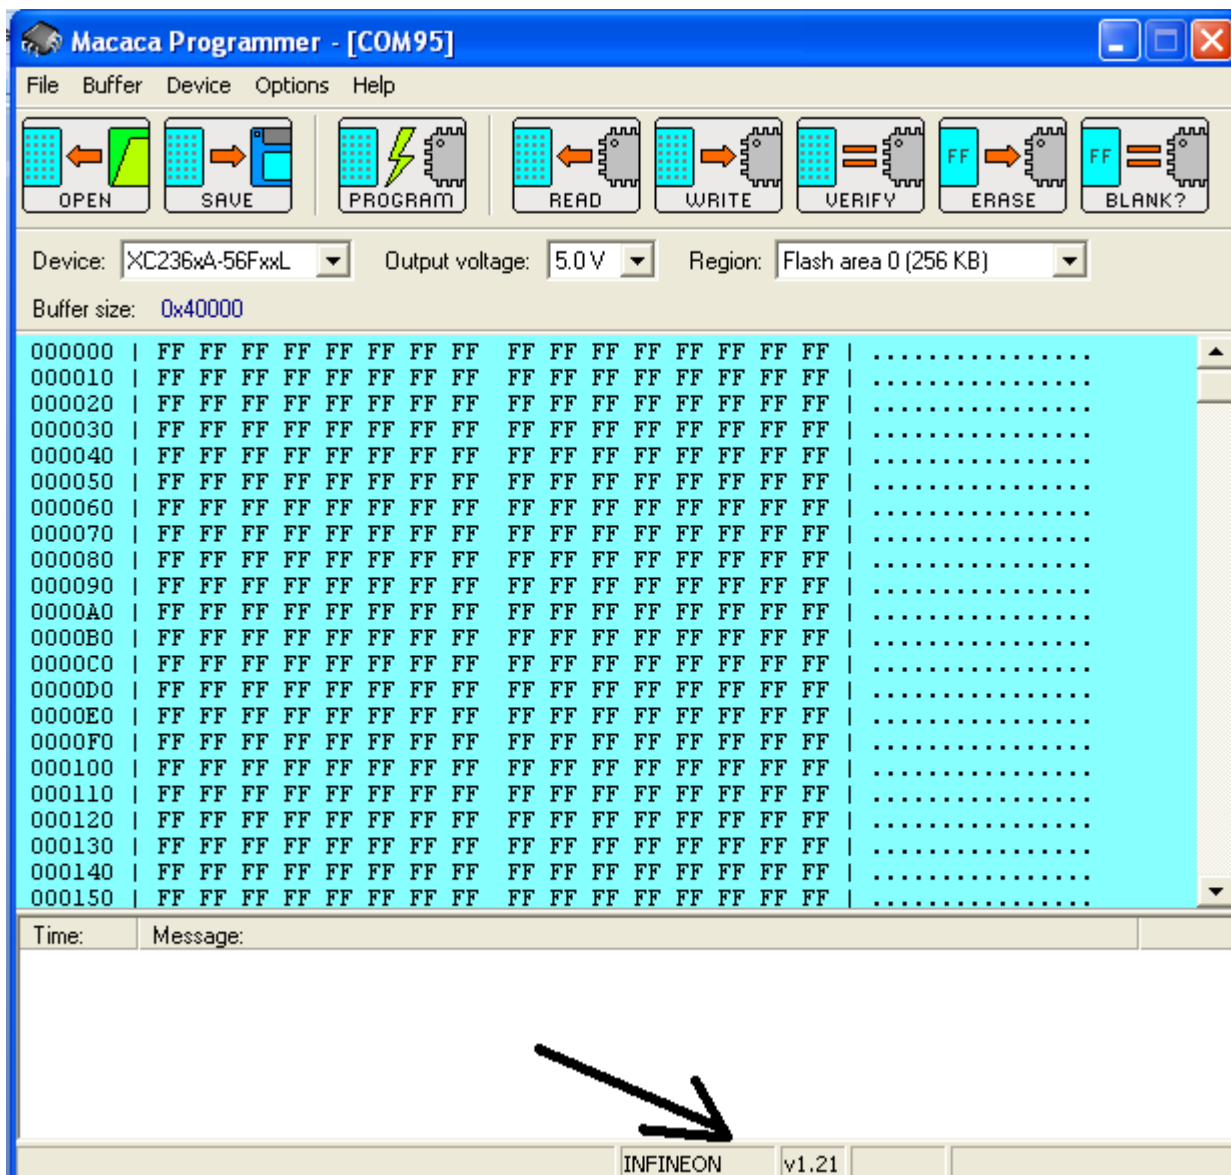 Macaca Programmer - [COM95]
File Buffer Device Options Help
OPEN SAVE PROGRAM READ WRITE VERIFY FF ERASE FF BLANK?
Device: XC236xA-56FxxL Output voltage: 5.0 V Region: Flash area 0 (256 KB)
Buffer size: 0x40000
000000 | FF FF FF FF FF FF FF FF FF FF FF FF FF FF FF FF | ................
000010 | FF FF FF FF FF FF FF FF FF FF FF FF FF FF FF FF | ................
000020 | FF FF FF FF FF FF FF FF FF FF FF FF FF FF FF FF | ................
000030 | FF FF FF FF FF FF FF FF FF FF FF FF FF FF FF FF | ................
000040 | FF FF FF FF FF FF FF FF FF FF FF FF FF FF FF FF | ................
000050 | FF FF FF FF FF FF FF FF FF FF FF FF FF FF FF FF | ................
000060 | FF FF FF FF FF FF FF FF FF FF FF FF FF FF FF FF | ................
000070 | FF FF FF FF FF FF FF FF FF FF FF FF FF FF FF FF | ................
000080 | FF FF FF FF FF FF FF FF FF FF FF FF FF FF FF FF | ................
000090 | FF FF FF FF FF FF FF FF FF FF FF FF FF FF FF FF | ................
0000A0 | FF FF FF FF FF FF FF FF FF FF FF FF FF FF FF FF | ................
0000B0 | FF FF FF FF FF FF FF FF FF FF FF FF FF FF FF FF | ................
0000C0 | FF FF FF FF FF FF FF FF FF FF FF FF FF FF FF FF | ................
0000D0 | FF FF FF FF FF FF FF FF FF FF FF FF FF FF FF FF | ................
0000E0 | FF FF FF FF FF FF FF FF FF FF FF FF FF FF FF FF | ................
0000F0 | FF FF FF FF FF FF FF FF FF FF FF FF FF FF FF FF | ................
000100 | FF FF FF FF FF FF FF FF FF FF FF FF FF FF FF FF | ................
000110 | FF FF FF FF FF FF FF FF FF FF FF FF FF FF FF FF | ................
000120 | FF FF FF FF FF FF FF FF FF FF FF FF FF FF FF FF | ................
000130 | FF FF FF FF FF FF FF FF FF FF FF FF FF FF FF FF | ................
000140 | FF FF FF FF FF FF FF FF FF FF FF FF FF FF FF FF | ................
000150 | FF FF FF FF FF FF FF FF FF FF FF FF FF FF FF FF | ................
Time: Message:
INFINEON v1.21